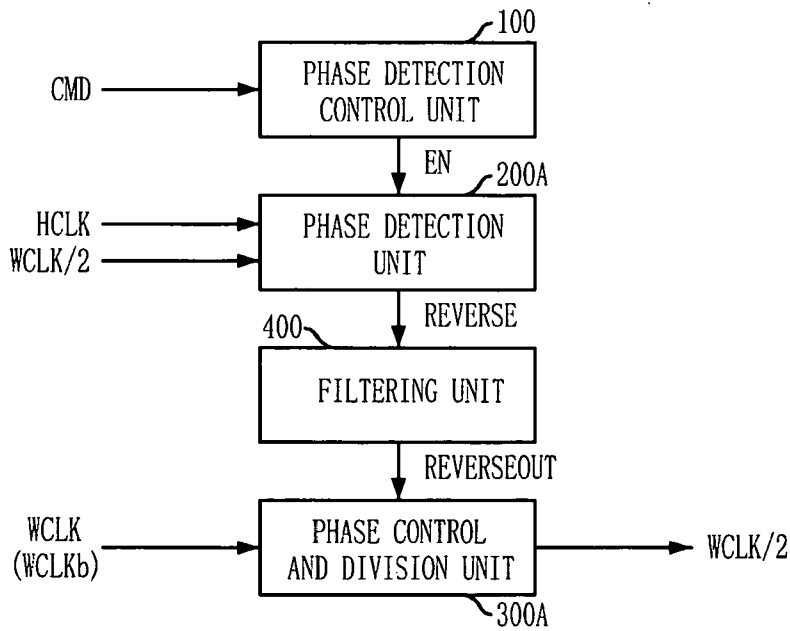 100
CMD
PHASE DETECTION
CONTROL UNIT
EN
200A
HCLK
WCLK/2
PHASE DETECTION
UNIT
REVERSE
400
FILTERING UNIT
REVERSEOUT
WCLK
(WCLKb)
PHASE CONTROL
AND DIVISION UNIT
WCLK/2
300A